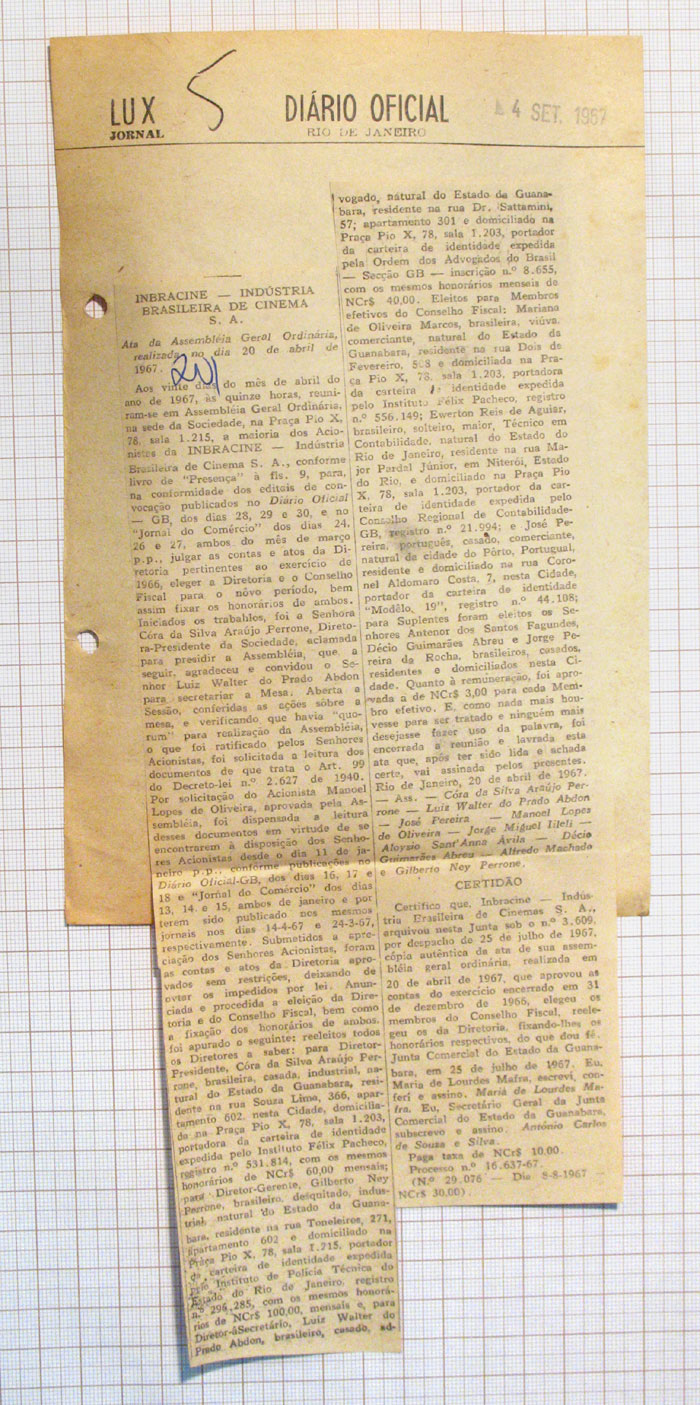 LUX
JORNAL
5
DIÁRIO OFICIAL
RIO DE JANEIRO
4 SET. 1967
INBRACINE — INDÚSTRIA
BRASILEIRA DE CINEMA
S. A.
Ata da Assembléia Geral Ordinária,
realizada no dia 20 de abril de
1967.
Aos vinte dias do mês de abril do
ano de 1967, às quinze horas, reuni-
ram-se em Assembléia Geral Ordinária,
na sede da Sociedade, na Praça Pio X,
78, sala 1.215, a maioria dos Acio-
nistas da INBRACINE — Indústria
Brasileira de Cinema S. A., conforme
livro de "Presença" à fls. 9, para,
na conformidade dos editais de con-
vocação publicados no Diário Oficial
— GB, dos dias 28, 29 e 30, e no
"Jornal do Comércio" dos dias 24,
26 e 27, ambos do mês de março
p.p., julgar as contas e atos da Di-
retoria pertinentes ao exercício de
1966, eleger a Diretoria e o Conselho
Fiscal para o nôvo período, bem
assim fixar os honorários de ambos.
Iniciados os trabahlos, foi a Senhora
Córa da Silva Araújo Perrone, Direto-
ra-Presidente da Sociedade, aclamada
para presidir a Assembléia, que, a
seguir, agradeceu e convidou o Se-
nhor Luiz Walter do Prado Abdon
para secretariar a Mesa. Aberta a
Sessão, conferidas as ações sôbre a
mesa, e verificando que havia "quo-
rum" para realização da Assembléia,
o que foi ratificado pelos Senhores
Acionistas, foi solicitada a leitura dos
documentos de que trata o Art. 99
do Decreto-lei n.º 2.627 de 1940.
Por solicitação do Acionista Manoel
Lopes de Oliveira, aprovada pela As-
sembléia, foi dispensada a leitura
desses documentos em virtude de se
encontrarem à disposição dos Senho-
res Acionistas desde o dia 11 de ja-
neiro p.p., conforme publicações no
Diário Oficial-GB, dos dias 16, 17 e
18 e "Jornal do Comércio" dos dias
13, 14 e 15, ambos de janeiro e por
terem sido publicado nos mesmos
jornais nos dias 14-4-67 e 24-3-67,
respectivamente. Submetidos a apre-
ciação dos Senhores Acionistas, foram
as contas e atos da Diretoria apro-
vados sem restrições, deixando de
opvtar os impedidos por lei. Anun-
ciada e procedida a eleição da Dire-
toria e do Conselho Fiscal, bem como
a fixação dos honorários de ambos,
foi apurado o seguinte: reeleitos todos
os Diretores a saber: para Diretor-
Presidente, Córa da Silva Araújo Per-
rone, brasileira, casada, industrial, na-
tural do Estado da Guanabara, resi-
dente na rua Souza Lima, 366, apar-
tamento 602, nesta Cidade, domicilia-
da na Praça Pio X, 78, sala 1.203,
portadora da carteira de identidade
expedida pelo Instituto Félix Pacheco,
registro n.º 531.814, com os mesmos
honorários de NCr$ 60,00 mensais;
para Diretor-Gerente, Gilberto Ney
Perrone, brasileiro, desquitado, indus-
trial, natural do Estado da Guana-
bara, residente na rua Toneleiros, 271,
apartamento 602 e domiciliado na
Praça Pio X, 78, sala 1.215, portador
da carteira de identidade expedida
pelo Instituto de Polícia Técnica do
Estado do Rio de Janeiro, registro
n.º 296.285, com os mesmos honorá-
rios de NCr$ 100,00, mensais e, para
Diretor-âSecretário, Luiz Walter do
Prado Abdon, brasileiro, casado, ad-
vogado, natural do Estado da Guana-
bara, residente na rua Dr. Sattamini,
57; apartamento 301 e domiciliado na
Praça Pio X, 78, sala 1.203, portador
da carteira de identidade expedida
pela Ordem dos Advogados do Brasil
— Secção GB — inscrição n.º 8.655,
com os mesmos honorários mensais de
NCr$ 40,00. Eleitos para Membros
efetivos do Conselho Fiscal: Mariana
de Oliveira Marcos, brasileira, viúva,
comerciante, natural do Estado da
Guanabara, residente na rua Dois de
Fevereiro, e domiciliada na Pra-
ça Pio X, 78, sala 1.203, portadora
da carteira identidade expedida
pelo Instituto Félix Pacheco, registro
n.º 556.149; Ewerton Reis de Aguiar,
brasileiro, solteiro, maior, Técnico em
Contabilidade, natural do Estado do
Rio de Janeiro, residente na rua Ma-
jor Pardal Júnior, em Niterói, Estado
do Rio, e domiciliado na Praça Pio
X, 78, sala 1.203, portador da car-
teira de identidade expedida pelo
Conselho Regional de Contabilidade-
GB, registro n.º 21.994; e José Pe-
reira, português, casado, comerciante,
natural da cidade do Pôrto, Portugual,
residente e domiciliado na rua Coro-
nel Aldomaro Costa, 7, nesta Cidade,
portador da carteira de identidade
"Modêlo, 19", registro n.º 44.108;
para Suplentes foram eleitos os Se-
nhores Antenor dos Santos Fagundes,
Décio Guimarães Abreu e Jorge Pe-
reira da Rocha, brasileiros, casados,
residentes e domiciliados nesta Ci-
dade. Quanto à remuneração, foi apro-
vada a de NCr$ 3,00 para cada Mem-
bro efetivo. E, como nada mais hou-
vesse para ser tratado e ninguém mais
desejasse fazer uso da palavra, foi
encerrada a reunião e lavrada esta
ata que, após ter sido lida e achada
certa, vai assinada pelos presentes.
Rio de Janeiro, 20 de abril de 1967.
— Ass. — Córa da Silva Araújo Per-
rone — Luiz Walter do Prado Abdon
— José Pereira — Manoel Lopes
de Oliveira — Jorge Miguel Ilieli —
Aloysio Sant'Anna Ávila — Décio
Guimarães Abreu — Alfredo Machado
e Gilberto Ney Perrone.
CERTIDÃO
Certifico que, Inbracine — Indús-
tria Brasileira de Cinemas S. A.,
arquivou nesta Junta sob o n.º 3.609,
por despacho de 25 de julho de 1967,
cópia autêntica da ata de sua assem-
bléia geral ordinária, realizada em
20 de abril de 1967, que aprovou as
contas do exercício encerrado em 31
de dezembro de 1966, elegeu os
membros do Conselho Fiscal, reele-
geu os da Diretoria, fixando-lhes os
honorários respectivos, do que dou fé.
Junta Comercial do Estado da Guana-
bara, em 25 de julho de 1967. Eu,
Maria de Lourdes Mafra, escrevi, con-
feri e assino. Maria de Lourdes Ma-
fra. Eu, Secretário Geral da Junta
Comercial do Estado da Guanabara,
subscrevo e assino. António Carlos
de Souza e Silva.
Paga taxa de NCr$ 10,00.
Processo n.º 16.637-67.
(N.º 29.076 — Dia 8-8-1967 —
NCr$ 30,00).